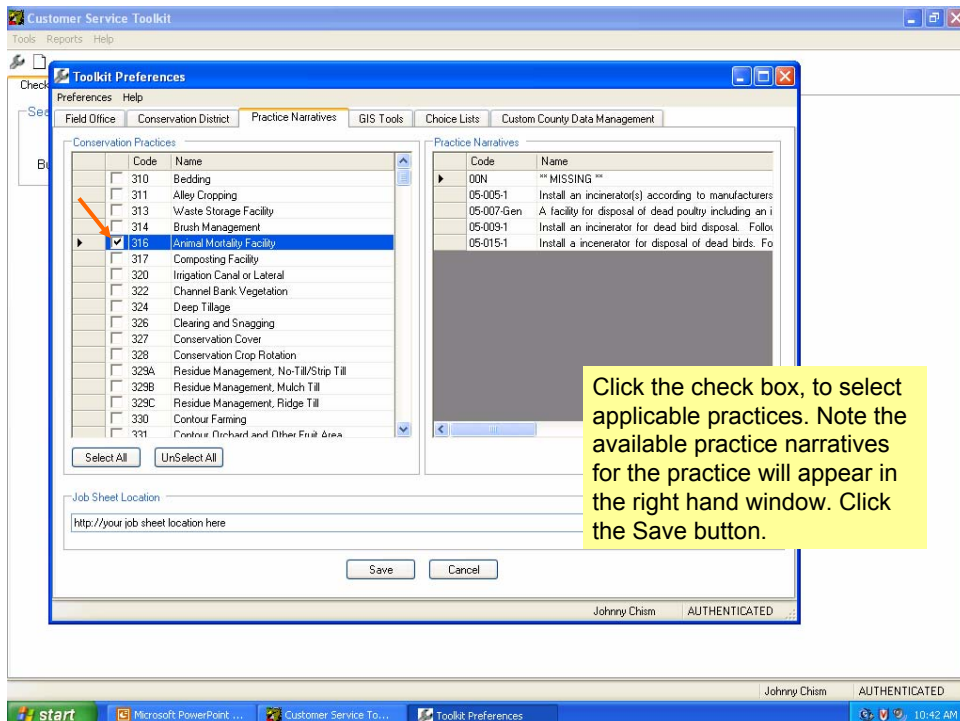 Customer Service Toolkit
Tools Reports Help
Check
Toolkit Preferences
Preferences Help
Field Office Conservation District Practice Narratives GIS Tools Choice Lists Custom County Data Management
Conservation Practices
Code Name
310 Bedding
311 Alley Cropping
313 Waste Storage Facility
314 Brush Management
316 Animal Mortality Facility
317 Composting Facility
320 Irrigation Canal or Lateral
322 Channel Bank Vegetation
324 Deep Tillage
326 Clearing and Snagging
327 Conservation Cover
328 Conservation Crop Rotation
329A Residue Management, No-Till/Strip Till
329B Residue Management, Mulch Till
329C Residue Management, Ridge Till
330 Contour Farming
331 Contour Orchard and Other Fruit Area
Select All UnSelect All
Practice Narratives
Code Name
00N ** MISSING **
05-005-1 Install an incinerator(s) according to manufacturers
05-007-Gen A facility for disposal of dead poultry including an i
05-009-1 Install an incinerator for dead bird disposal. Follov
05-015-1 Install a incenerator for disposal of dead birds. Fo
Click the check box, to select
applicable practices. Note the
available practice narratives
for the practice will appear in
the right hand window. Click
the Save button.
Job Sheet Location
http://your job sheet location here
Save Cancel
Johnny Chism AUTHENTICATED
Johnny Chism AUTHENTICATED
start Microsoft PowerPoint ... Customer Service To... Toolkit Preferences 10:42 AM